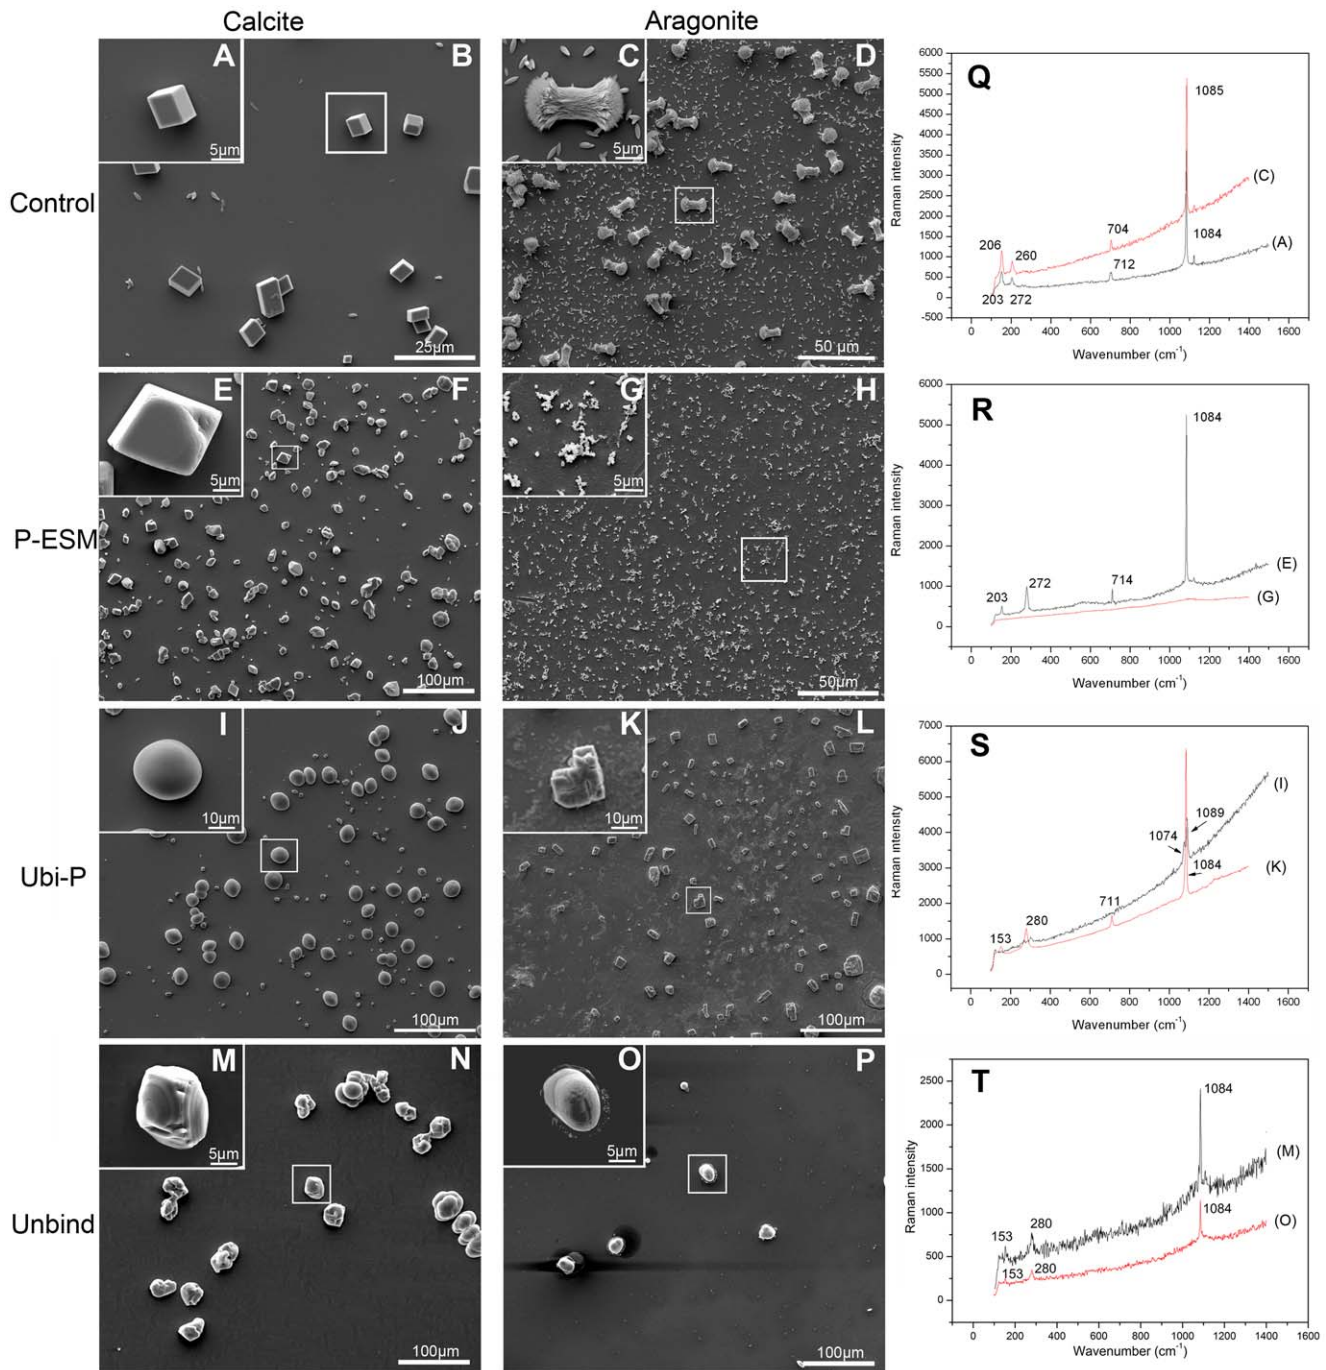 Calcite
Aragonite
Control
A
5µm
B
25µm
C
5µm
D
50 µm
Q
Raman intensity
6000
5500
5000
4500
4000
3500
3000
2500
2000
1500
1000
500
0
-500
1085
(C)
704
1084
206
260
(A)
712
203
272
0 200 400 600 800 1000 1200 1400 1600
Wavenumber (cm-1)
P-ESM
E
5µm
F
100µm
G
5µm
H
50µm
R
Raman intensity
6000
5000
4000
3000
2000
1000
0
1084
203
272
714
(E)
(G)
0 200 400 600 800 1000 1200 1400 1600
Wavenumber (cm-1)
Ubi-P
I
10µm
J
100µm
K
10µm
L
100µm
S
Raman intensity
7000
6000
5000
4000
3000
2000
1000
0
(I)
1074
1089
1084
(K)
153
280
711
0 200 400 600 800 1000 1200 1400 1600
Wavenumber (cm-1)
Unbind
M
5µm
N
100µm
O
5µm
P
100µm
T
Raman intensity
2500
2000
1500
1000
500
0
1084
(M)
1084
153
280
(O)
153
280
0 200 400 600 800 1000 1200 1400 1600
Wavenumber (cm-1)